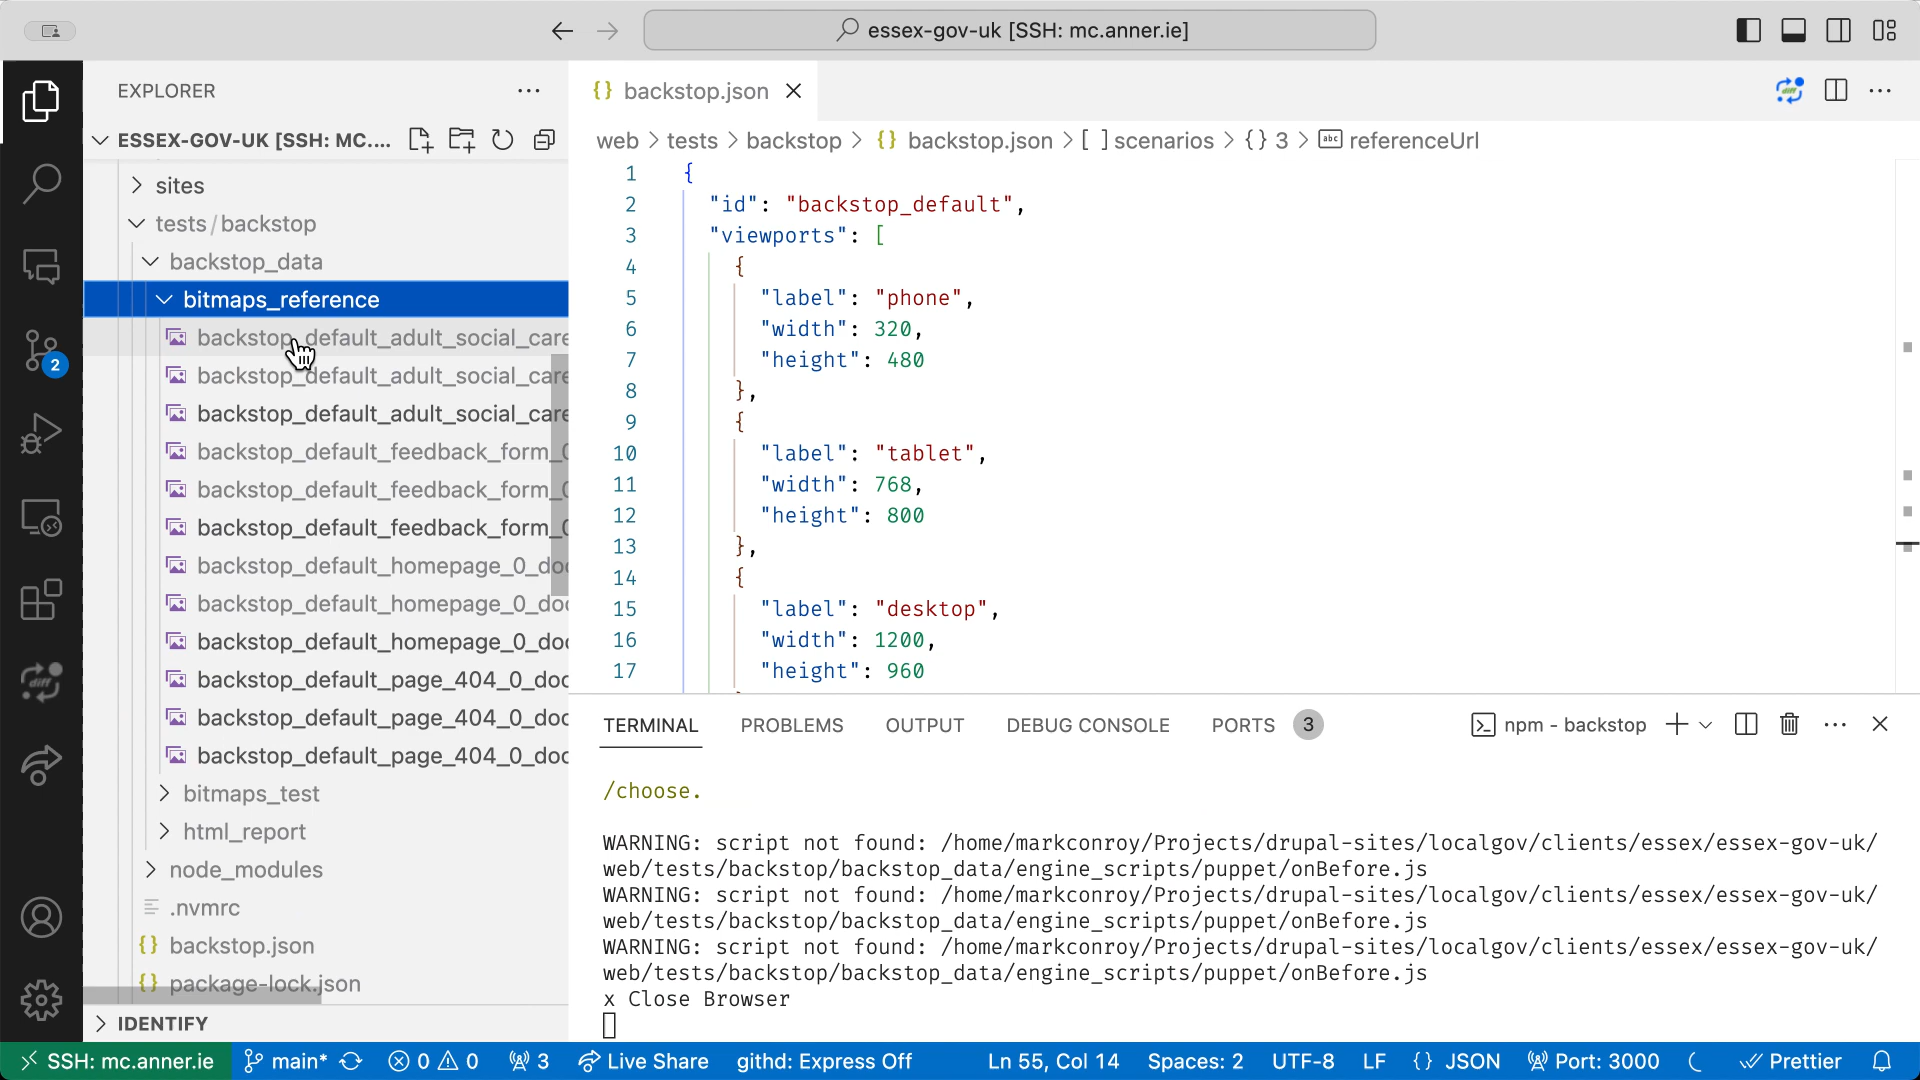 essex-gov-uk [SSH: mc.anner.ie]
EXPLORER
ESSEX-GOV-UK [SSH: MC....
sites
tests/backstop
backstop_data
bitmaps_reference
backstop_default_adult_social_care
backstop_default_adult_social_care
backstop_default_adult_social_care
backstop_default_feedback_form_0
backstop_default_feedback_form_0
backstop_default_feedback_form_0
backstop_default_homepage_0_doc
backstop_default_homepage_0_doc
backstop_default_homepage_0_doc
backstop_default_page_404_0_doc
backstop_default_page_404_0_doc
backstop_default_page_404_0_doc
bitmaps_test
html_report
node_modules
.nvmrc
{} backstop.json
{} package-lock.json
IDENTIFY
2
diff
{} backstop.json
diff
web > tests > backstop > {} backstop.json > [ ] scenarios > {} 3 > abc referenceUrl
1 {
2 "id": "backstop_default",
3 "viewports": [
4 {
5 "label": "phone",
6 "width": 320,
7 "height": 480
8 },
9 {
10 "label": "tablet",
11 "width": 768,
12 "height": 800
13 },
14 {
15 "label": "desktop",
16 "width": 1200,
17 "height": 960
TERMINAL PROBLEMS OUTPUT DEBUG CONSOLE PORTS 3 npm - backstop
/choose.
WARNING: script not found: /home/markconroy/Projects/drupal-sites/localgov/clients/essex/essex-gov-uk/
web/tests/backstop/backstop_data/engine_scripts/puppet/onBefore.js
WARNING: script not found: /home/markconroy/Projects/drupal-sites/localgov/clients/essex/essex-gov-uk/
web/tests/backstop/backstop_data/engine_scripts/puppet/onBefore.js
WARNING: script not found: /home/markconroy/Projects/drupal-sites/localgov/clients/essex/essex-gov-uk/
web/tests/backstop/backstop_data/engine_scripts/puppet/onBefore.js
x Close Browser
SSH: mc.anner.ie main* 0 0 3 Live Share githd: Express Off Ln 55, Col 14 Spaces: 2 UTF-8 LF {} JSON Port: 3000 Prettier